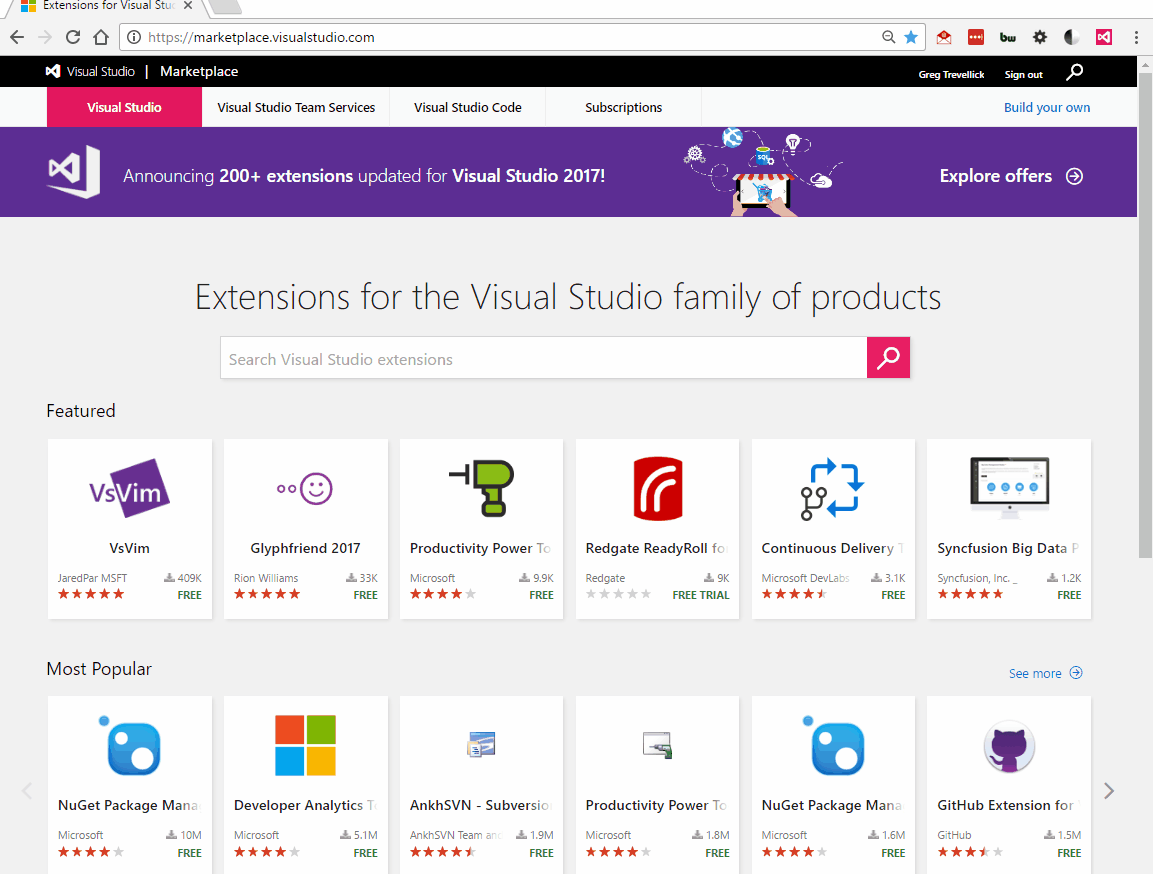 Extensions for Visual Stu
https://marketplace.visualstudio.com
bw
Visual Studio | Marketplace
Greg Trevellick Sign out
Visual Studio Visual Studio Team Services Visual Studio Code Subscriptions Build your own
Announcing 200+ extensions updated for Visual Studio 2017!
SQL
Explore offers
Extensions for the Visual Studio family of products
Search Visual Studio extensions
Featured
VsVim
VsVim Glyphfriend 2017 Productivity Power To Redgate ReadyRoll fo Continuous Delivery T Syncfusion Big Data P
JaredPar MSFT 409K Rion Williams 33K Microsoft 9.9K Redgate 9K Microsoft DevLabs 3.1K Syncfusion, Inc. _ 1.2K
FREE FREE FREE FREE TRIAL FREE FREE
Most Popular
See more
NuGet Package Mana Developer Analytics To AnkhSVN - Subversio Productivity Power To NuGet Package Mana GitHub Extension for
Microsoft 10M Microsoft 5.1M AnkhSVN Team and 1.9M Microsoft 1.8M Microsoft 1.6M GitHub 1.5M
FREE FREE FREE FREE FREE FREE